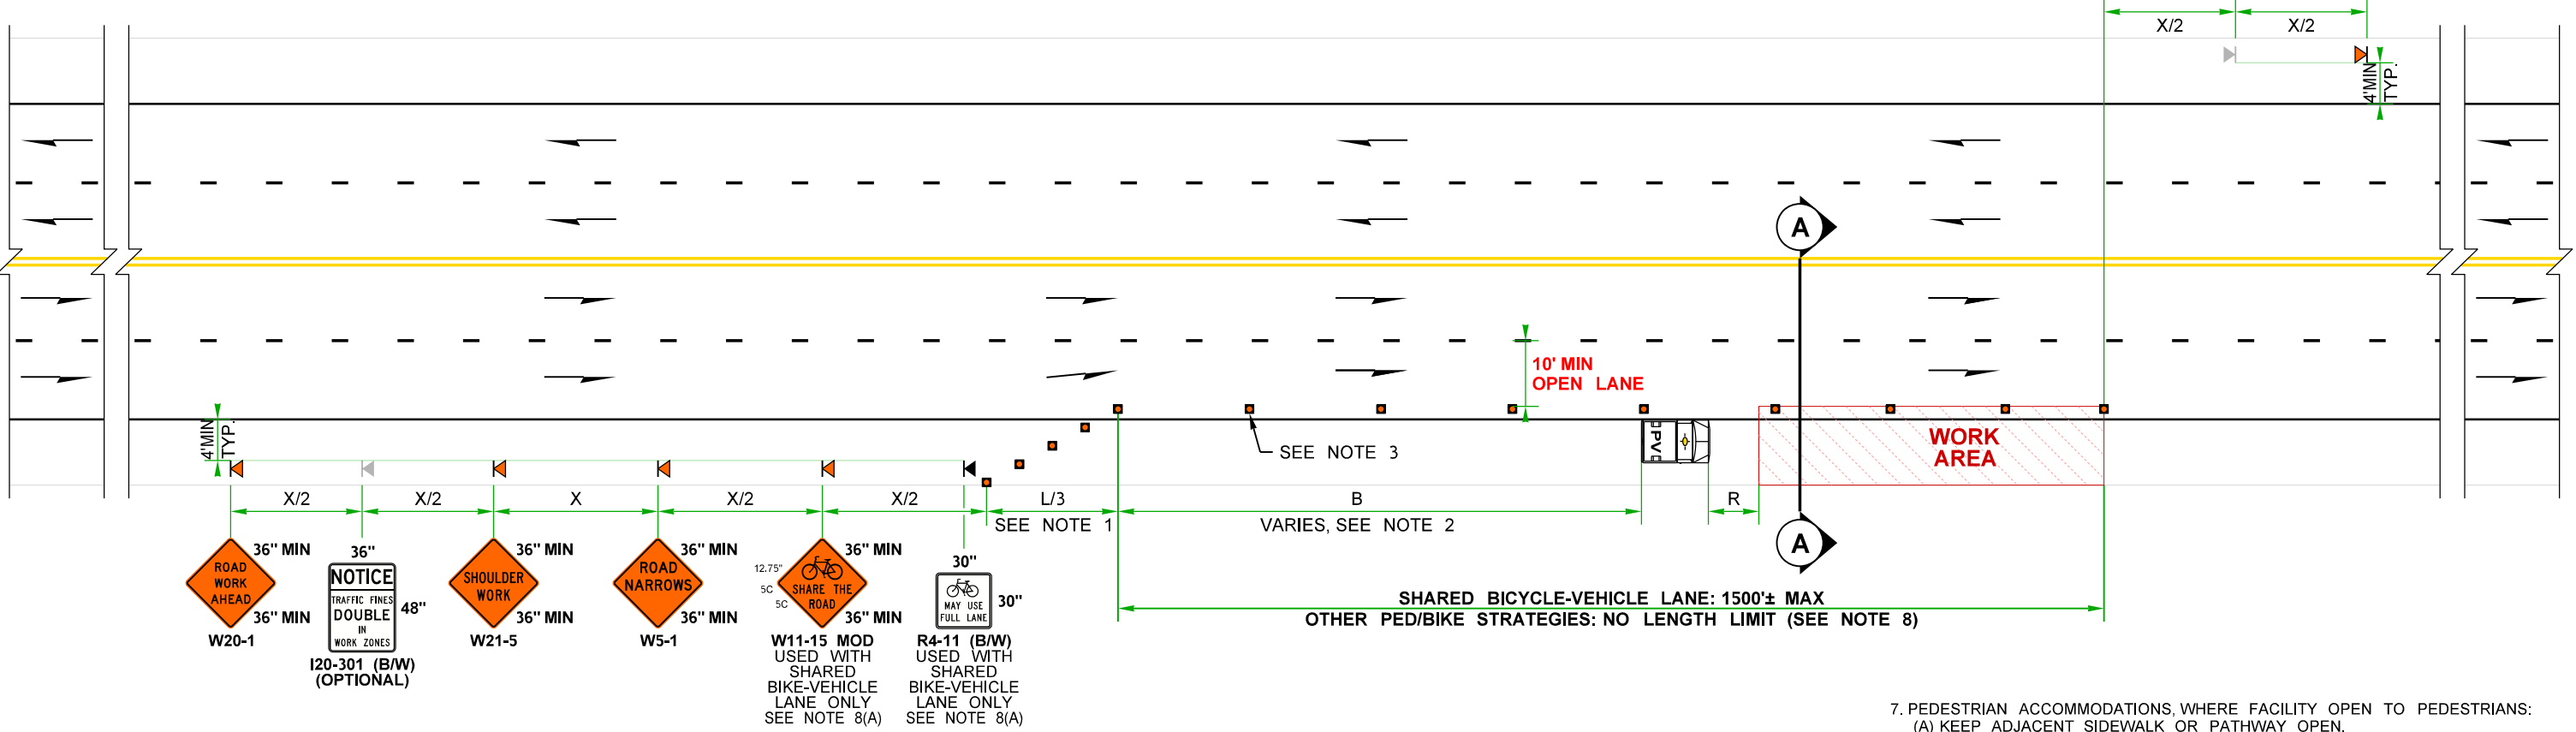 X/2
X/2
4'MIN
TYP.
A
10' MIN
OPEN LANE
4'MIN
TYP.
SEE NOTE 3
PV
WORK
AREA
X/2
X/2
X
X/2
X/2
L/3
SEE NOTE 1
B
VARIES, SEE NOTE 2
R
A
ROAD
WORK
AHEAD
36" MIN
36" MIN
W20-1
36"
NOTICE
TRAFFIC FINES
DOUBLE
IN
WORK ZONES
48"
I20-301 (B/W)
(OPTIONAL)
SHOULDER
WORK
36" MIN
36" MIN
W21-5
ROAD
NARROWS
36" MIN
36" MIN
W5-1
12.75"
5C
5C
SHARE THE
ROAD
36" MIN
36" MIN
W11-15 MOD
USED WITH
SHARED
BIKE-VEHICLE
LANE ONLY
SEE NOTE 8(A)
30"
MAY USE
FULL LANE
30"
R4-11 (B/W)
USED WITH
SHARED
BIKE-VEHICLE
LANE ONLY
SEE NOTE 8(A)
SHARED BICYCLE-VEHICLE LANE: 1500'± MAX
OTHER PED/BIKE STRATEGIES: NO LENGTH LIMIT (SEE NOTE 8)
7. PEDESTRIAN ACCOMMODATIONS, WHERE FACILITY OPEN TO PEDESTRIANS:
(A) KEEP ADJACENT SIDEWALK OR PATHWAY OPEN.